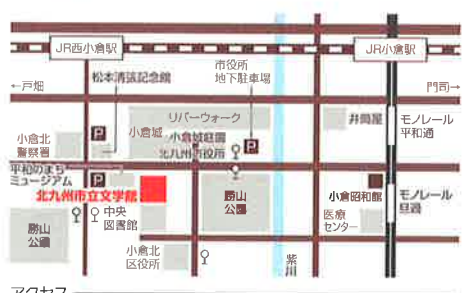 JR西小倉駅
JR小倉駅
←戸畑
門司→
松本清張記念館
市役所
地下駐車場
リバーウォーク
小倉城
小倉城庭園
北九州市役所
P
P
P
井筒屋
モノレール
平和通
小倉北
警察署
平和のまち
ミュージアム
北九州市立文学館
中央
図書館
勝山
公園
勝山
公園
小倉昭和館
医療
センター
モノレール
旦過
小倉北
区役所
紫川
アクセス